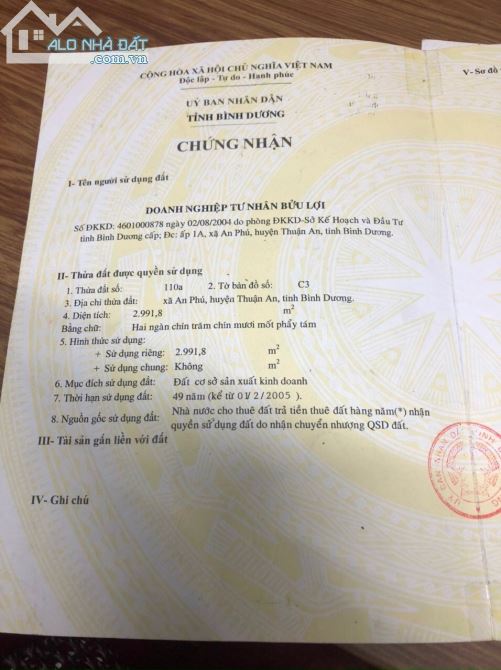 ALO NHÀ ĐẤT
.com.vn
CỘNG HÒA XÃ HỘI CHỦ NGHĨA VIỆT NAM
Độc lập - Tự do - Hạnh phúc
V- Sơ đồ
UỶ BAN NHÂN DÂN
TỈNH BÌNH DƯƠNG
CHỨNG NHẬN
I- Tên người sử dụng đất
DOANH NGHIỆP TƯ NHÂN BỬU LỢI
Số ĐKKD: 4601000878 ngày 02/08/2004 do phòng ĐKKD-Sở Kế Hoạch và Đầu Tư
tỉnh Bình Dương cấp; Đc: ấp 1A, xã An Phú, huyện Thuận An, tỉnh Bình Dương.
II- Thửa đất được quyền sử dụng
1. Thửa đất số: 110a 2. Tờ bản đồ số: C3
3. Địa chỉ thửa đất: xã An Phú, huyện Thuận An, tỉnh Bình Dương.
4. Diện tích: 2.991,8 m²
Bằng chữ: Hai ngàn chín trăm chín mươi mốt phẩy tám
5. Hình thức sử dụng:
+ Sử dụng riêng: 2.991,8 m²
+ Sử dụng chung: Không m²
6. Mục đích sử dụng đất: Đất cơ sở sản xuất kinh doanh
7. Thời hạn sử dụng đất: 49 năm (kể từ 01/2/2005 ).
8. Nguồn gốc sử dụng đất: Nhà nước cho thuê đất trả tiền thuê đất hàng năm(*) nhận
quyền sử dụng đất do nhận chuyển nhượng QSD đất.
III- Tài sản gắn liền với đất
IV- Ghi chú